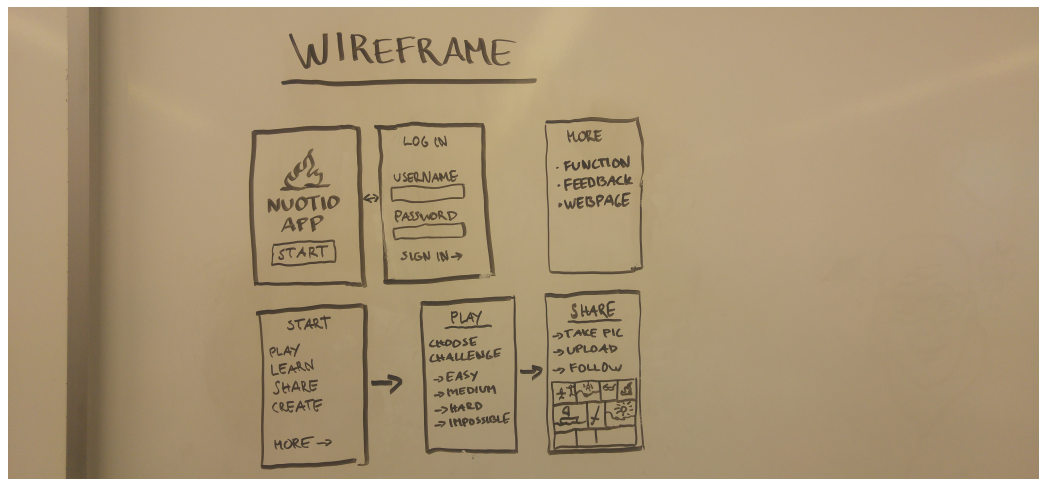 WIREFRAME
NUOTIO
APP
START
LOG IN
USERNAME
PASSWORD
SIGN IN →
MORE
· FUNCTION
· FEEDBACK
· WEBPAGE
START
PLAY
LEARN
SHARE
CREATE
MORE →
PLAY
CHOOSE
CHALLENGE
→ EASY
→ MEDIUM
→ HARD
→ IMPOSSIBLE
SHARE
→ TAKE PIC
→ UPLOAD
→ FOLLOW